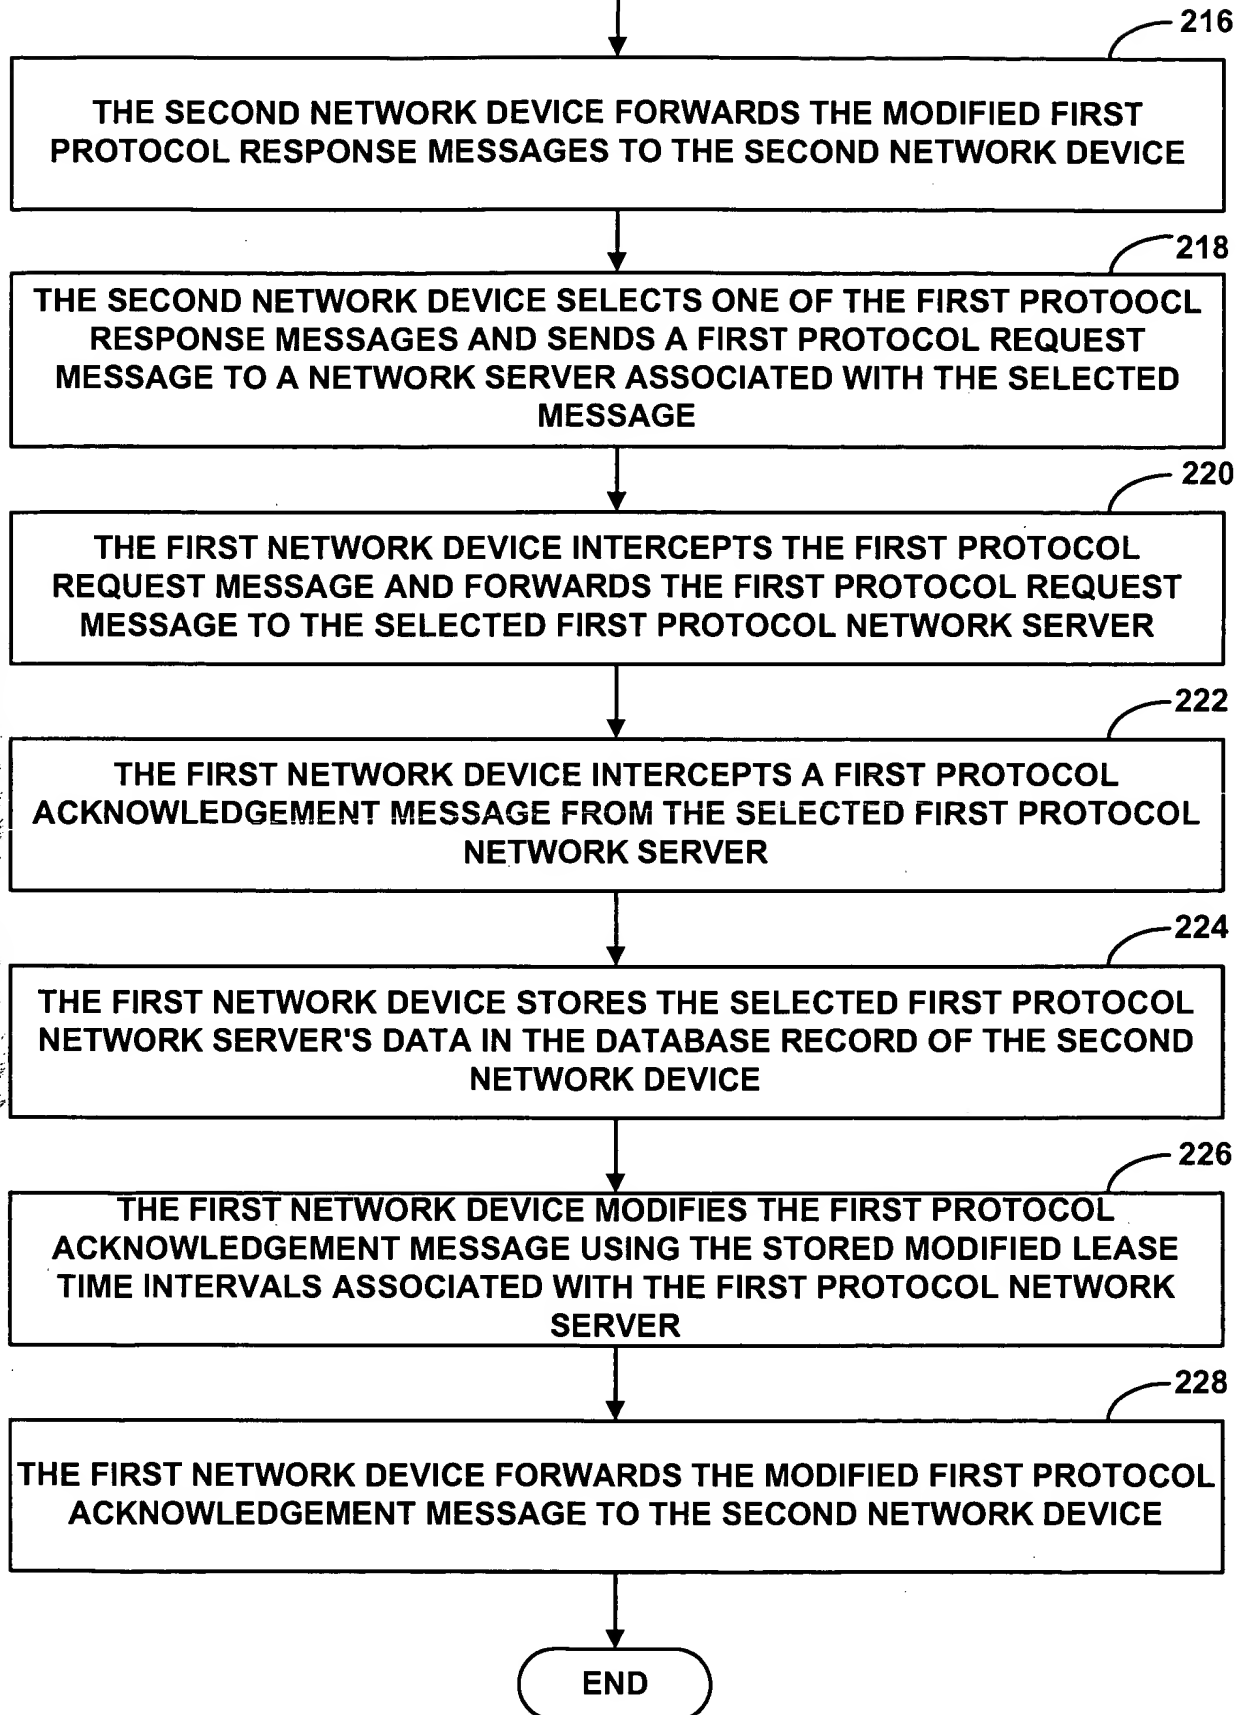 216
THE SECOND NETWORK DEVICE FORWARDS THE MODIFIED FIRST
PROTOCOL RESPONSE MESSAGES TO THE SECOND NETWORK DEVICE
218
THE SECOND NETWORK DEVICE SELECTS ONE OF THE FIRST PROTOOCL
RESPONSE MESSAGES AND SENDS A FIRST PROTOCOL REQUEST
MESSAGE TO A NETWORK SERVER ASSOCIATED WITH THE SELECTED
MESSAGE
220
THE FIRST NETWORK DEVICE INTERCEPTS THE FIRST PROTOCOL
REQUEST MESSAGE AND FORWARDS THE FIRST PROTOCOL REQUEST
MESSAGE TO THE SELECTED FIRST PROTOCOL NETWORK SERVER
222
THE FIRST NETWORK DEVICE INTERCEPTS A FIRST PROTOCOL
ACKNOWLEDGEMENT MESSAGE FROM THE SELECTED FIRST PROTOCOL
NETWORK SERVER
224
THE FIRST NETWORK DEVICE STORES THE SELECTED FIRST PROTOCOL
NETWORK SERVER'S DATA IN THE DATABASE RECORD OF THE SECOND
NETWORK DEVICE
226
THE FIRST NETWORK DEVICE MODIFIES THE FIRST PROTOCOL
ACKNOWLEDGEMENT MESSAGE USING THE STORED MODIFIED LEASE
TIME INTERVALS ASSOCIATED WITH THE FIRST PROTOCOL NETWORK
SERVER
228
THE FIRST NETWORK DEVICE FORWARDS THE MODIFIED FIRST PROTOCOL
ACKNOWLEDGEMENT MESSAGE TO THE SECOND NETWORK DEVICE
END